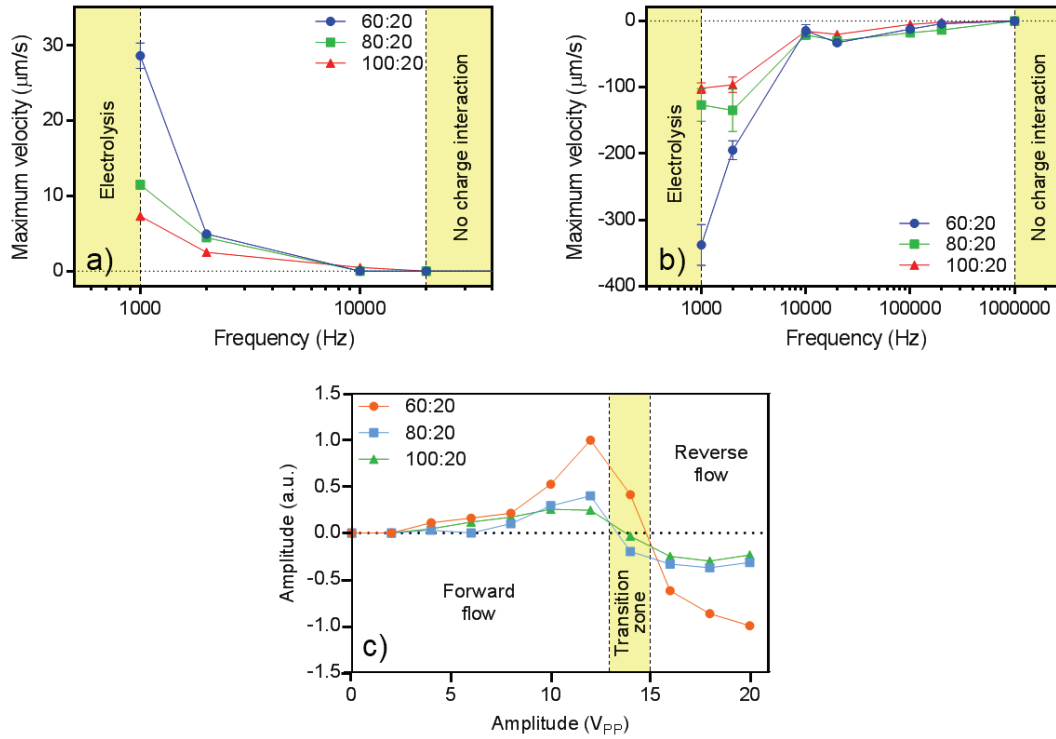 60:20
80:20
100:20
30
20
10
0
Maximum velocity (µm/s)
Electrolysis
No charge interaction
a)
1000
10000
Frequency (Hz)
0
-100
-200
-300
-400
Maximum velocity (µm/s)
Electrolysis
No charge interaction
60:20
80:20
100:20
b)
1000
10000
100000
1000000
Frequency (Hz)
1.5
1.0
0.5
0.0
-0.5
-1.0
-1.5
Amplitude (a.u.)
60:20
80:20
100:20
Reverse
flow
Forward
flow
Transition
zone
c)
0
5
10
15
20
Amplitude (VPP)